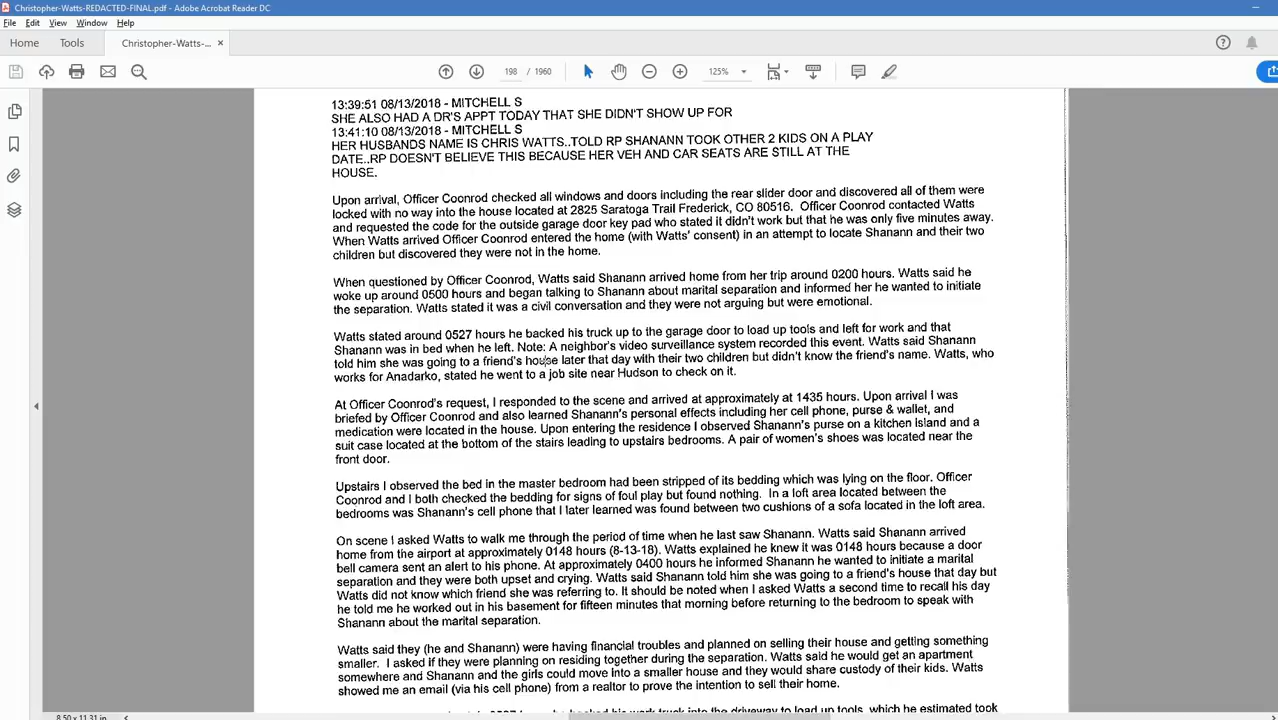 Christopher-Watts-REDACTED-FINAL.pdf - Adobe Acrobat Reader DC
File Edit View Window Help
Home Tools Christopher-Watts-... ×
198 / 1960 125%
13:39:51 08/13/2018 - MITCHELL S
SHE ALSO HAD A DR'S APPT TODAY THAT SHE DIDN'T SHOW UP FOR
13:41:10 08/13/2018 - MITCHELL S
HER HUSBANDS NAME IS CHRIS WATTS..TOLD RP SHANANN TOOK OTHER 2 KIDS ON A PLAY
DATE..RP DOESN'T BELIEVE THIS BECAUSE HER VEH AND CAR SEATS ARE STILL AT THE
HOUSE.
Upon arrival, Officer Coonrod checked all windows and doors including the rear slider door and discovered all of them were
locked with no way into the house located at 2825 Saratoga Trail Frederick, CO 80516. Officer Coonrod contacted Watts
and requested the code for the outside garage door key pad who stated it didn't work but that he was only five minutes away.
When Watts arrived Officer Coonrod entered the home (with Watts' consent) in an attempt to locate Shanann and their two
children but discovered they were not in the home.
When questioned by Officer Coonrod, Watts said Shanann arrived home from her trip around 0200 hours. Watts said he
woke up around 0500 hours and began talking to Shanann about marital separation and informed her he wanted to initiate
the separation. Watts stated it was a civil conversation and they were not arguing but were emotional.
Watts stated around 0527 hours he backed his truck up to the garage door to load up tools and left for work and that
Shanann was in bed when he left. Note: A neighbor's video surveillance system recorded this event. Watts said Shanann
told him she was going to a friend's house later that day with their two children but didn't know the friend's name. Watts, who
works for Anadarko, stated he went to a job site near Hudson to check on it.
At Officer Coonrod's request, I responded to the scene and arrived at approximately at 1435 hours. Upon arrival I was
briefed by Officer Coonrod and also learned Shanann's personal effects including her cell phone, purse & wallet, and
medication were located in the house. Upon entering the residence I observed Shanann's purse on a kitchen island and a
suit case located at the bottom of the stairs leading to upstairs bedrooms. A pair of women's shoes was located near the
front door.
Upstairs I observed the bed in the master bedroom had been stripped of its bedding which was lying on the floor. Officer
Coonrod and I both checked the bedding for signs of foul play but found nothing. In a loft area located between the
bedrooms was Shanann's cell phone that I later learned was found between two cushions of a sofa located in the loft area.
On scene I asked Watts to walk me through the period of time when he last saw Shanann. Watts said Shanann arrived
home from the airport at approximately 0148 hours (8-13-18). Watts explained he knew it was 0148 hours because a door
bell camera sent an alert to his phone. At approximately 0400 hours he informed Shanann he wanted to initiate a marital
separation and they were both upset and crying. Watts said Shanann told him she was going to a friend's house that day but
Watts did not know which friend she was referring to. It should be noted when I asked Watts a second time to recall his day
he told me he worked out in his basement for fifteen minutes that morning before returning to the bedroom to speak with
Shanann about the marital separation.
Watts said they (he and Shanann) were having financial troubles and planned on selling their house and getting something
smaller. I asked if they were planning on residing together during the separation. Watts said he would get an apartment
somewhere and Shanann and the girls could move into a smaller house and they would share custody of their kids. Watts
showed me an email (via his cell phone) from a realtor to prove the intention to sell their home.
0527 hours he backed his work truck into the driveway to load up tools, which he estimated took
8.50 x 11.31 in